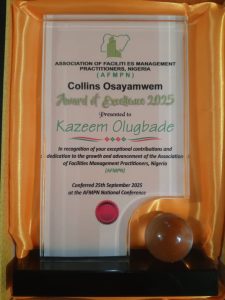 ASSOCIATION OF FACILITIES MANAGEMENT
PRACTITIONERS, NIGERIA
(AFMPN)
Collins Osayamwem
Award of Excellence 2025
Presented to
Kazeem Olugbade
In recognition of your exceptional contributions and
dedication to the growth and advancement of the Association
of Facilities Management Practitioners, Nigeria
(AFMPN)
Conferred 25th September 2025
at the AFMPN National Conference